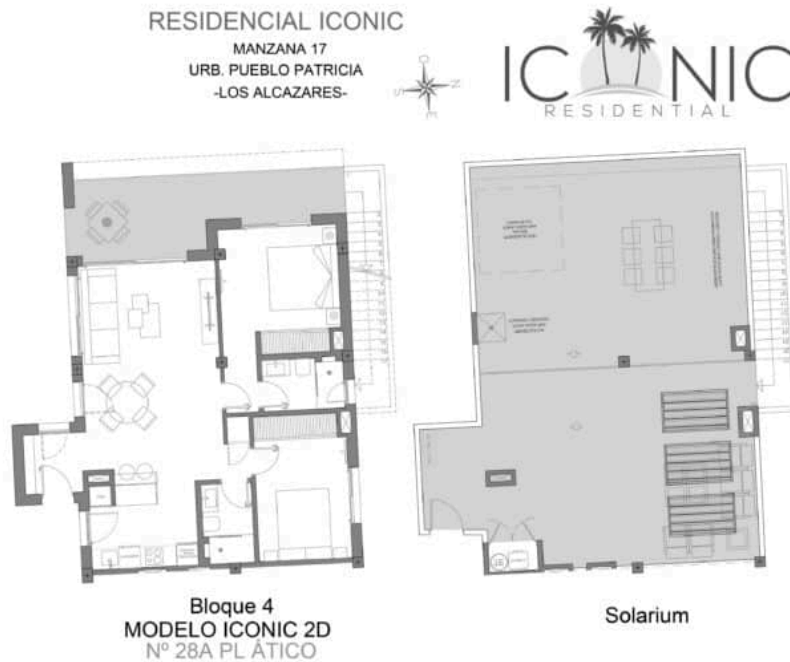 RESIDENCIAL ICONIC
MANZANA 17
URB. PUEBLO PATRICIA
-LOS ALCAZARES-
O
N
S
E
ICONIC
RESIDENTIAL
Bloque 4
MODELO ICONIC 2D
Nº 28A PL ÁTICO
Solarium